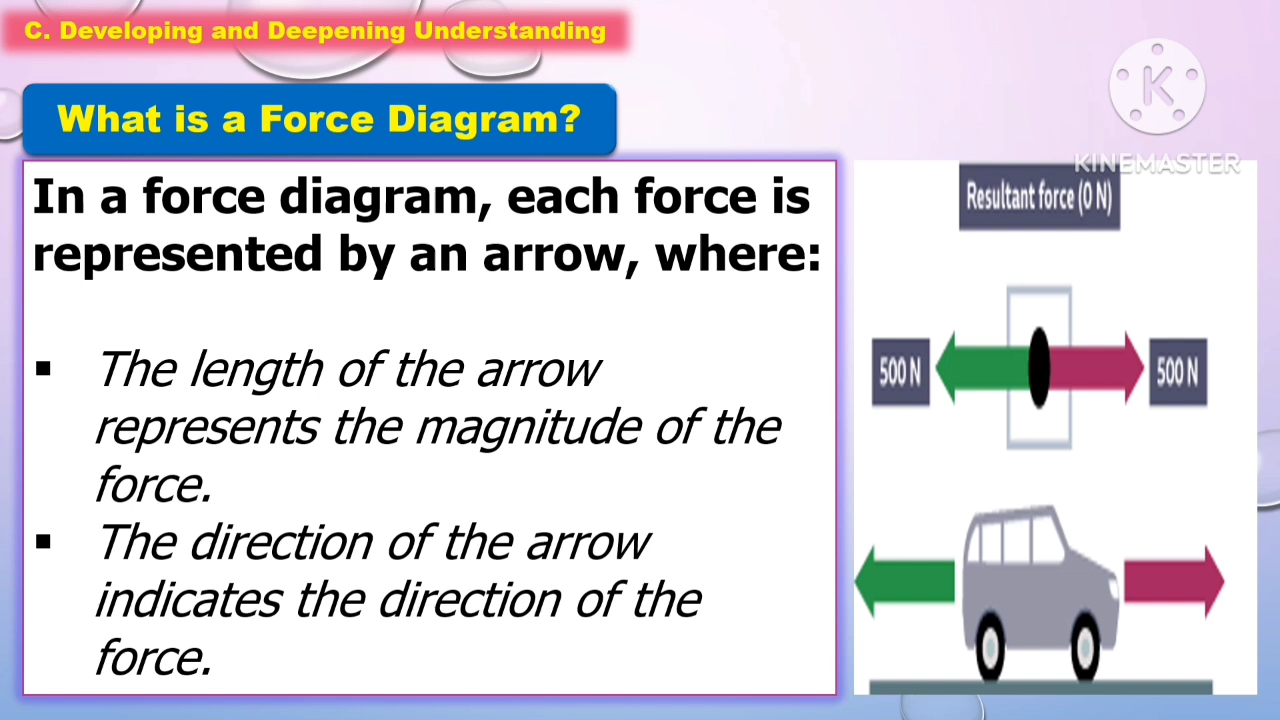 C. Developing and Deepening Understanding
What is a Force Diagram?
In a force diagram, each force is
represented by an arrow, where:
▪ The length of the arrow
represents the magnitude of the
force.
▪ The direction of the arrow
indicates the direction of the
force.
K
KINEMASTER
Resultant force (0 N)
500 N
500 N